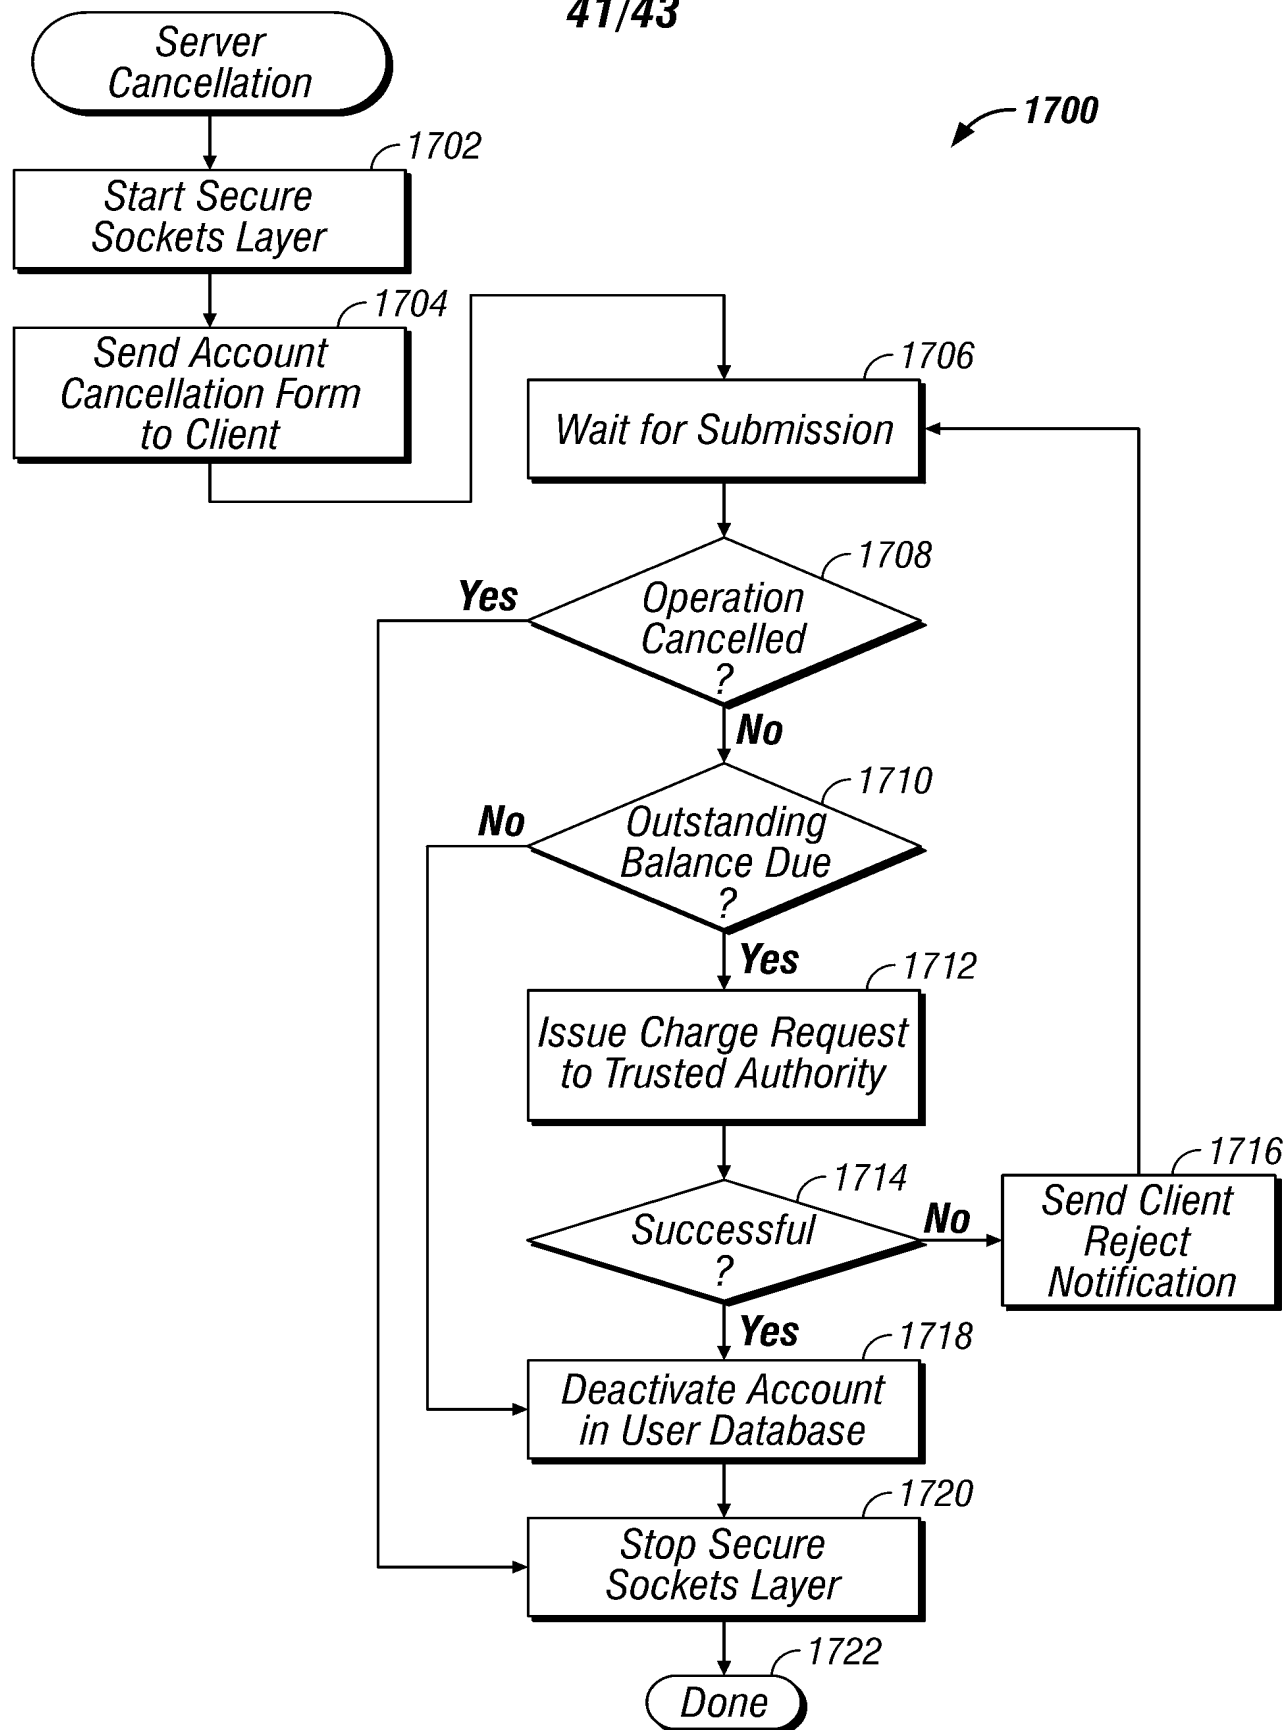 41/43
Server
Cancellation
1700
1702
Start Secure
Sockets Layer
1704
Send Account
Cancellation Form
to Client
1706
Wait for Submission
1708
Yes
Operation
Cancelled
?
No
1710
No
Outstanding
Balance Due
?
Yes
1712
Issue Charge Request
to Trusted Authority
1714
Successful
?
No
1716
Send Client
Reject
Notification
Yes
1718
Deactivate Account
in User Database
1720
Stop Secure
Sockets Layer
1722
Done